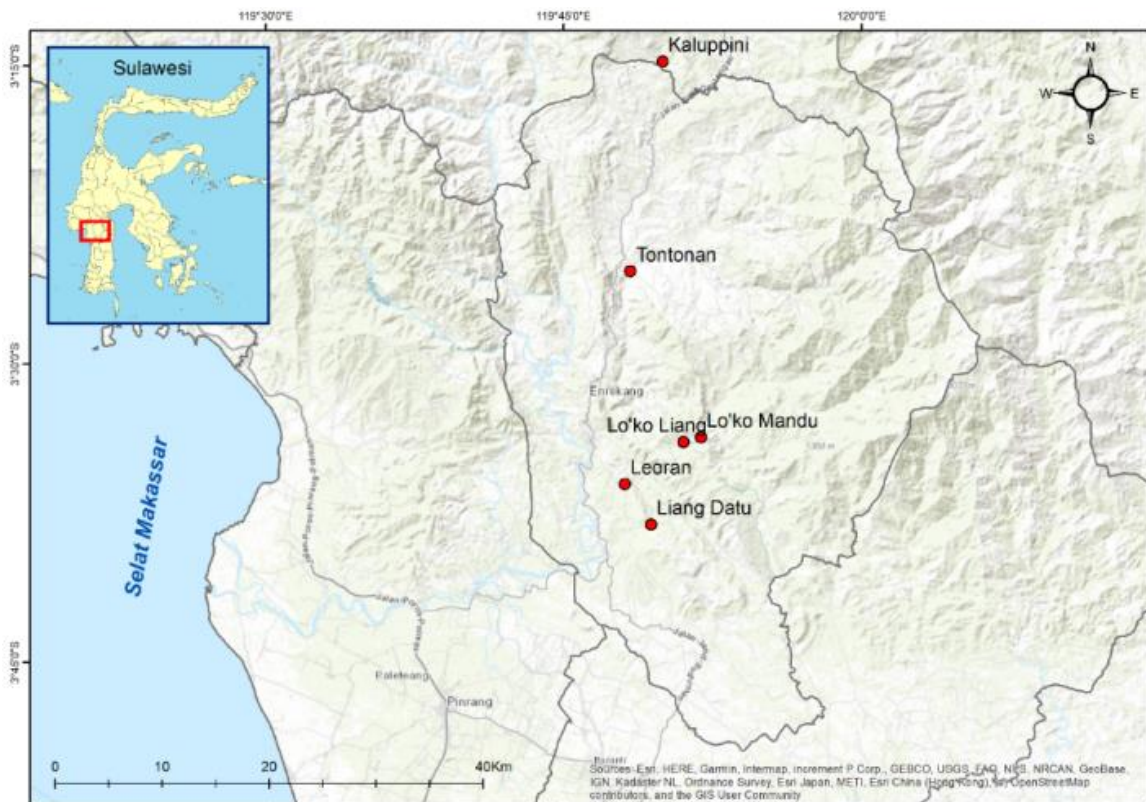 119°30'0"E
119°45'0"E
120°0'0"E
3°15'0"S
3°30'0"S
3°45'0"S
Sulawesi
N
W
E
S
Kaluppini
Tontonan
Enrekang
Lo'ko Liang
Lo'ko Mandu
Leoran
Liang Datu
Selat Makassar
Pinrang
0
10
20
40Km
Sources: Esri, HERE, Garmin, Intermap, increment P Corp., GEBCO, USGS, FAO, NPS, NRCAN, GeoBase,
IGN, Kadaster NL, Ordnance Survey, Esri Japan, METI, Esri China (Hong Kong), (c) OpenStreetMap
contributors, and the GIS User Community